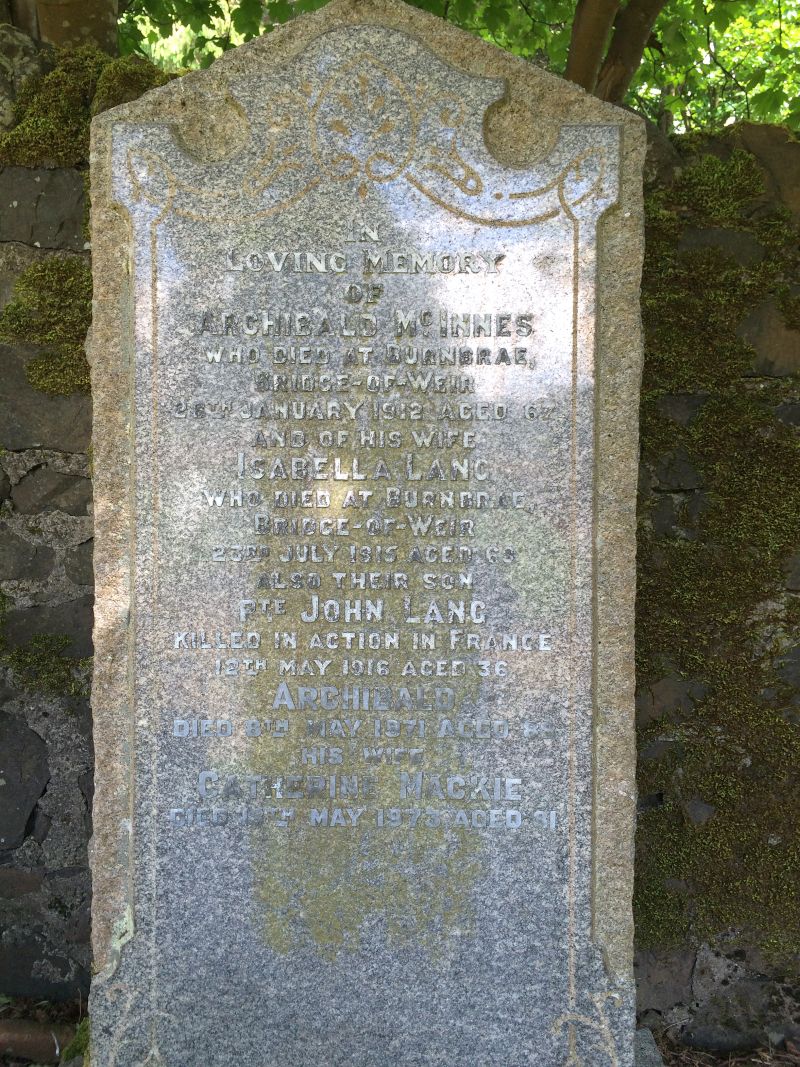 IN
LOVING MEMORY
OF
ARCHIBALD McINNES
WHO DIED AT BURNBRAE,
BRIDGE-OF-WEIR
26TH JANUARY 1912 AGED 67,
AND OF HIS WIFE
ISABELLA LANG
WHO DIED AT BURNBRAE,
BRIDGE-OF-WEIR
23RD JULY 1915 AGED
ALSO THEIR SON
PTE JOHN LANG
KILLED IN ACTION IN FRANCE
12TH MAY 1916 AGED 36
ARCHIBALD
DIED 8TH MAY 1971 AGED
HIS WIFE
CATHERINE MACKIE
DIED MAY 1973 AGED 91